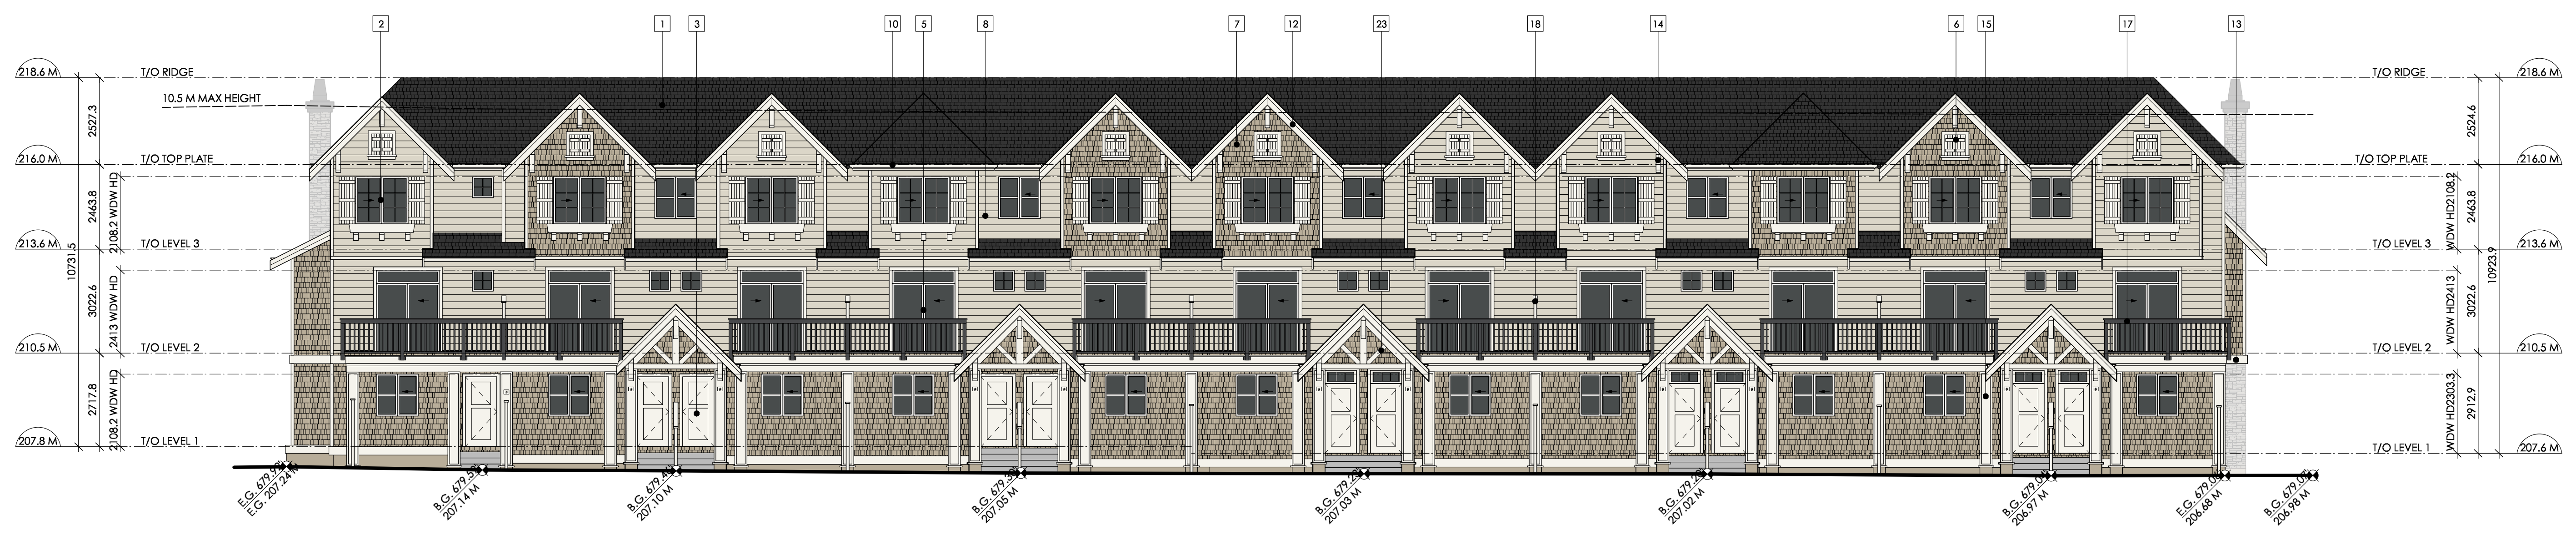 2
1
3
10
5
8
7
12
23
18
14
6
15
17
13
218.6 M
T/O RIDGE
10.5 M MAX HEIGHT
2527.3
216.0 M
T/O TOP PLATE
2463.8
2108.2 WDW HD
213.6 M
T/O LEVEL 3
10731.5
3022.6
2413 WDW HD
210.5 M
T/O LEVEL 2
2717.8
2108.2 WDW HD
207.8 M
T/O LEVEL 1
T/O RIDGE
218.6 M
2524.6
T/O TOP PLATE
216.0 M
WDW HD2108.2
2463.8
T/O LEVEL 3
213.6 M
10923.9
WDW HD2413
3022.6
T/O LEVEL 2
210.5 M
WDW HD2303.3
2912.9
T/O LEVEL 1
207.6 M
E.G. 207.24 M
207.14 M
207.10 M
207.05 M
207.03 M
207.02 M
206.97 M
206.68 M
206.98 M